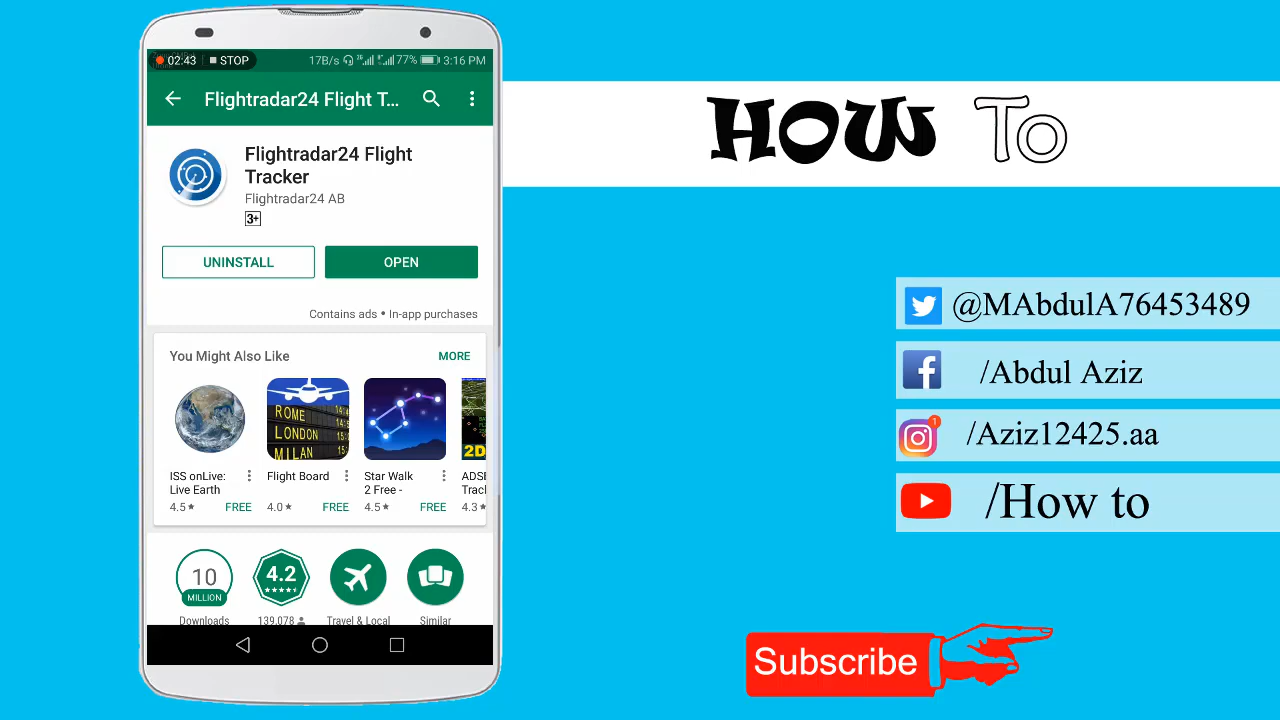 02:43 STOP 17B/s 77% 3:16 PM
Flightradar24 Flight T...
Flightradar24 Flight
Tracker
Flightradar24 AB
3+
UNINSTALL OPEN
Contains ads • In-app purchases
You Might Also Like MORE
ROME
LONDON
MILAN
2D
ISS onLive:
Live Earth
4.5★ FREE
Flight Board
4.0★ FREE
Star Walk
2 Free -
4.5★ FREE
ADSB
Track
4.3★
10
MILLION
Downloads
4.2
139,078
Travel & Local
Similar
HOW To
@MAbdulA76453489
/Abdul Aziz
1
/Aziz12425.aa
/How to
Subscribe